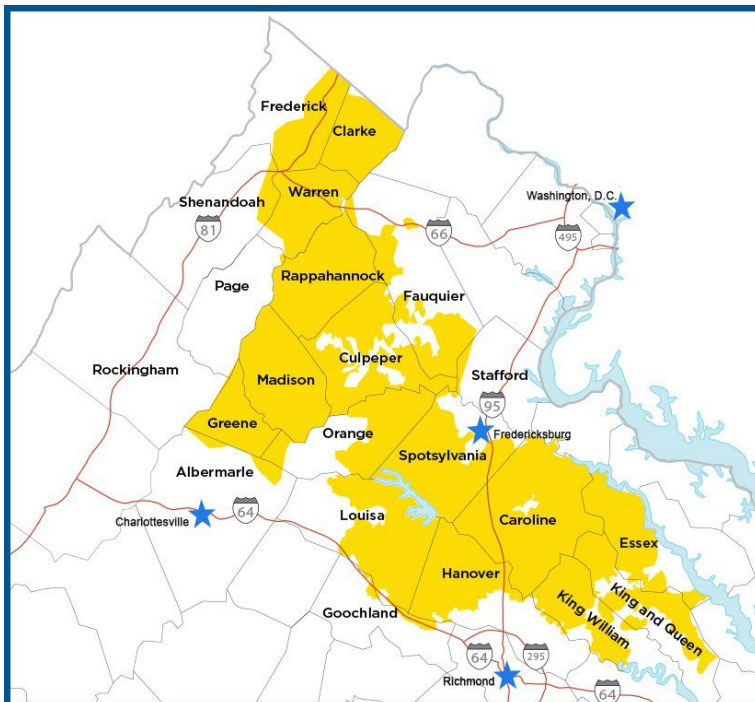 Frederick
Clarke
Shenandoah
Warren
Washington, D.C.
81
66
495
Page
Rappahannock
Fauquier
Rockingham
Culpeper
Madison
Stafford
95
Greene
Orange
Fredericksburg
Spotsylvania
Albermarle
Charlottesville
64
Louisa
Caroline
Essex
Hanover
King and Queen
King William
Goochland
64
295
Richmond
64